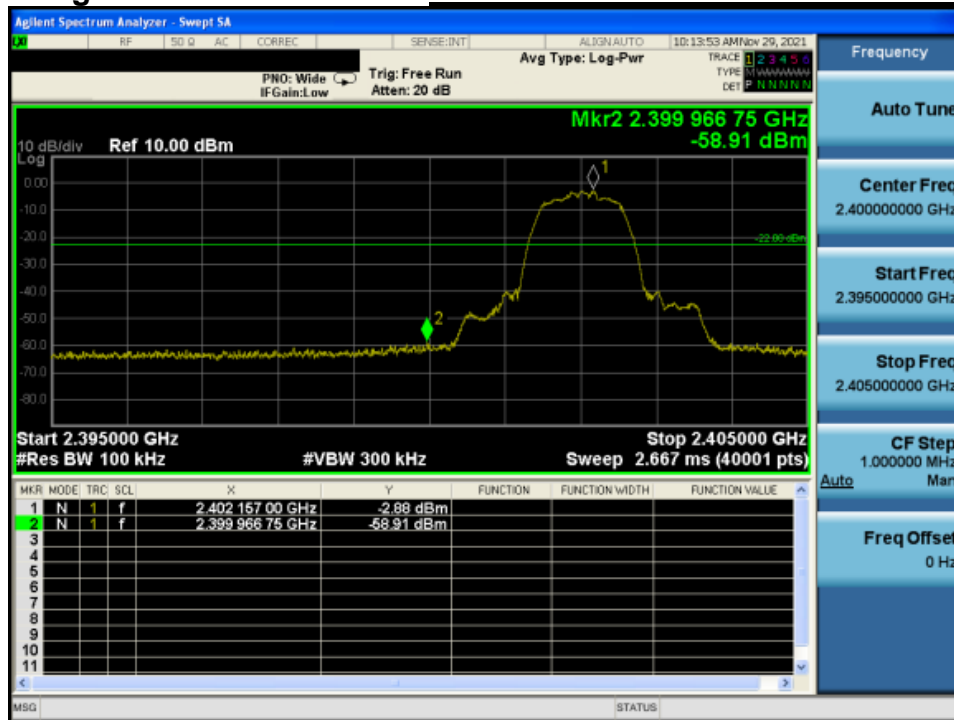 Agilent Spectrum Analyzer - Swept SA
RF 50 Ω AC CORREC SENSE:INT ALIGNAUTO 10:13:53 AM Nov 29, 2021
Frequency
Avg Type: Log-Pwr
TRACE 1 2 3 4 5 6
PNO: Wide Trig: Free Run
TYPE M WWWWW
IFGain:Low Atten: 20 dB
DET P N N N N N
Auto Tune
Mkr2 2.399 966 75 GHz
10 dB/div Ref 10.00 dBm -58.91 dBm
Log
1
0.00
Center Freq
2.400000000 GHz
-10.0
-20.0
-22.88 dBm
-30.0
Start Freq
2.395000000 GHz
-40.0
-50.0
2
-60.0
-70.0
Stop Freq
2.405000000 GHz
-80.0
Start 2.395000 GHz Stop 2.405000 GHz
#Res BW 100 kHz #VBW 300 kHz Sweep 2.667 ms (40001 pts)
CF Step
1.000000 MHz
Auto Man
MKR MODE TRC SCL X Y FUNCTION FUNCTION WIDTH FUNCTION VALUE
1 N 1 f 2.402 157 00 GHz -2.88 dBm
2 N 1 f 2.399 966 75 GHz -58.91 dBm
3
4
5
6
7
8
9
10
11
Freq Offset
0 Hz
MSG STATUS